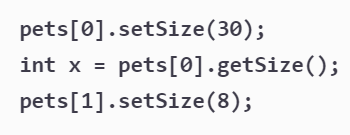 pets[0].setSize(30);
int x = pets[0].getSize();
pets[1].setSize(8);